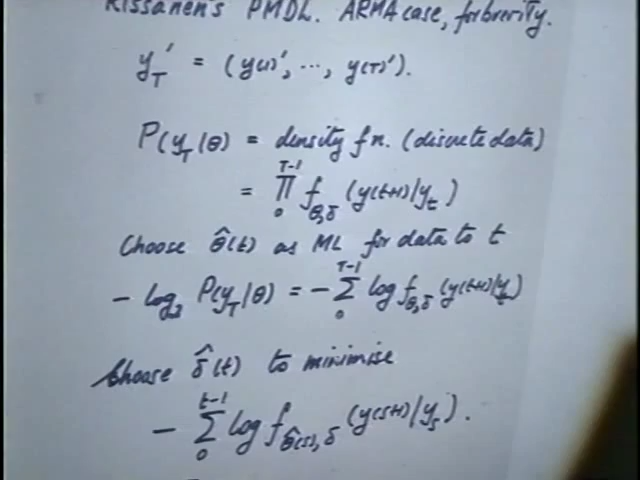 Rissanen's PMDL. ARMA case, for brevity.
y_T' = (y(1)', ..., y(T)').
P(y_T|θ) = density fn. (discrete data)
= ∏_0^{T-1} f_{θ,δ} (y(t+1)|y_t)
Choose θ̂(t) as ML for data to t
- log_2 P(y_T|θ) = - Σ_0^{T-1} log f_{θ,δ} (y(t+1)|y_t)
Choose δ̂(t) to minimise
- Σ_0^{t-1} log f_{θ̂(s),δ} (y(s+1)|y_s).